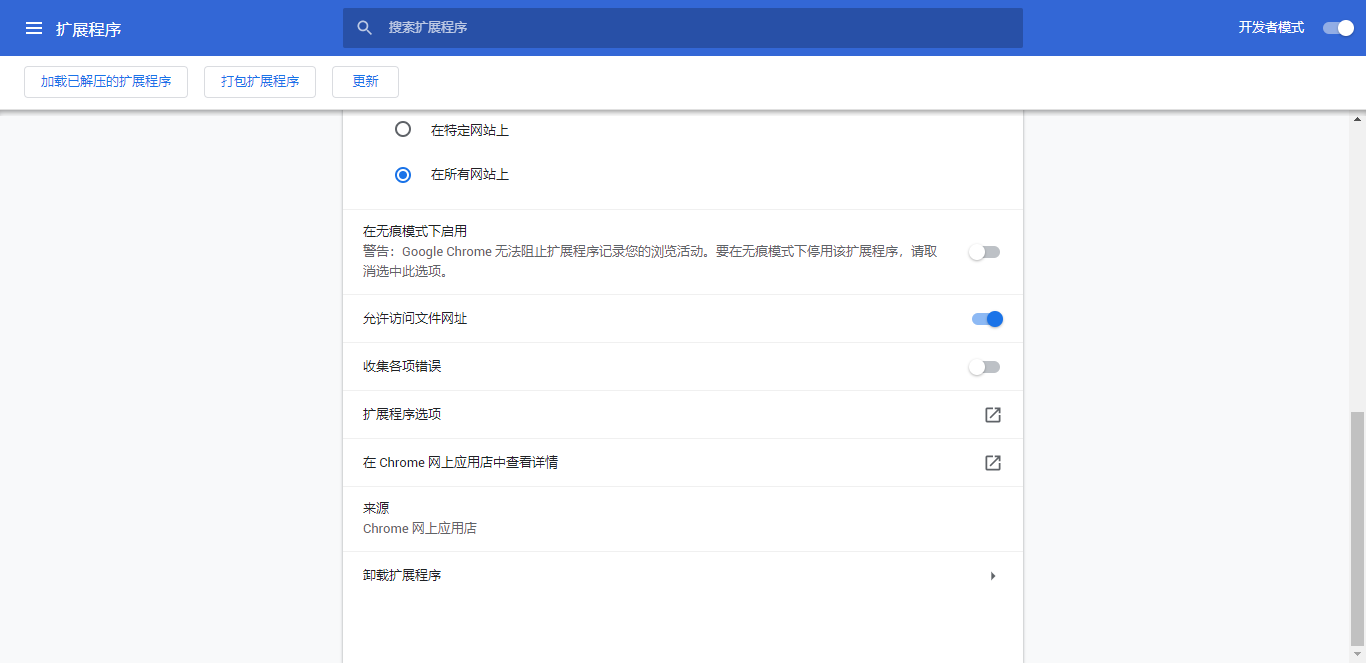 扩展程序
搜索扩展程序
开发者模式
加载已解压的扩展程序
打包扩展程序
更新
在特定网站上
在所有网站上
在无痕模式下启用
警告：Google Chrome 无法阻止扩展程序记录您的浏览活动。要在无痕模式下停用该扩展程序，请取
消选中此选项。
允许访问文件网址
收集各项错误
扩展程序选项
在 Chrome 网上应用店中查看详情
来源
Chrome 网上应用店
卸载扩展程序